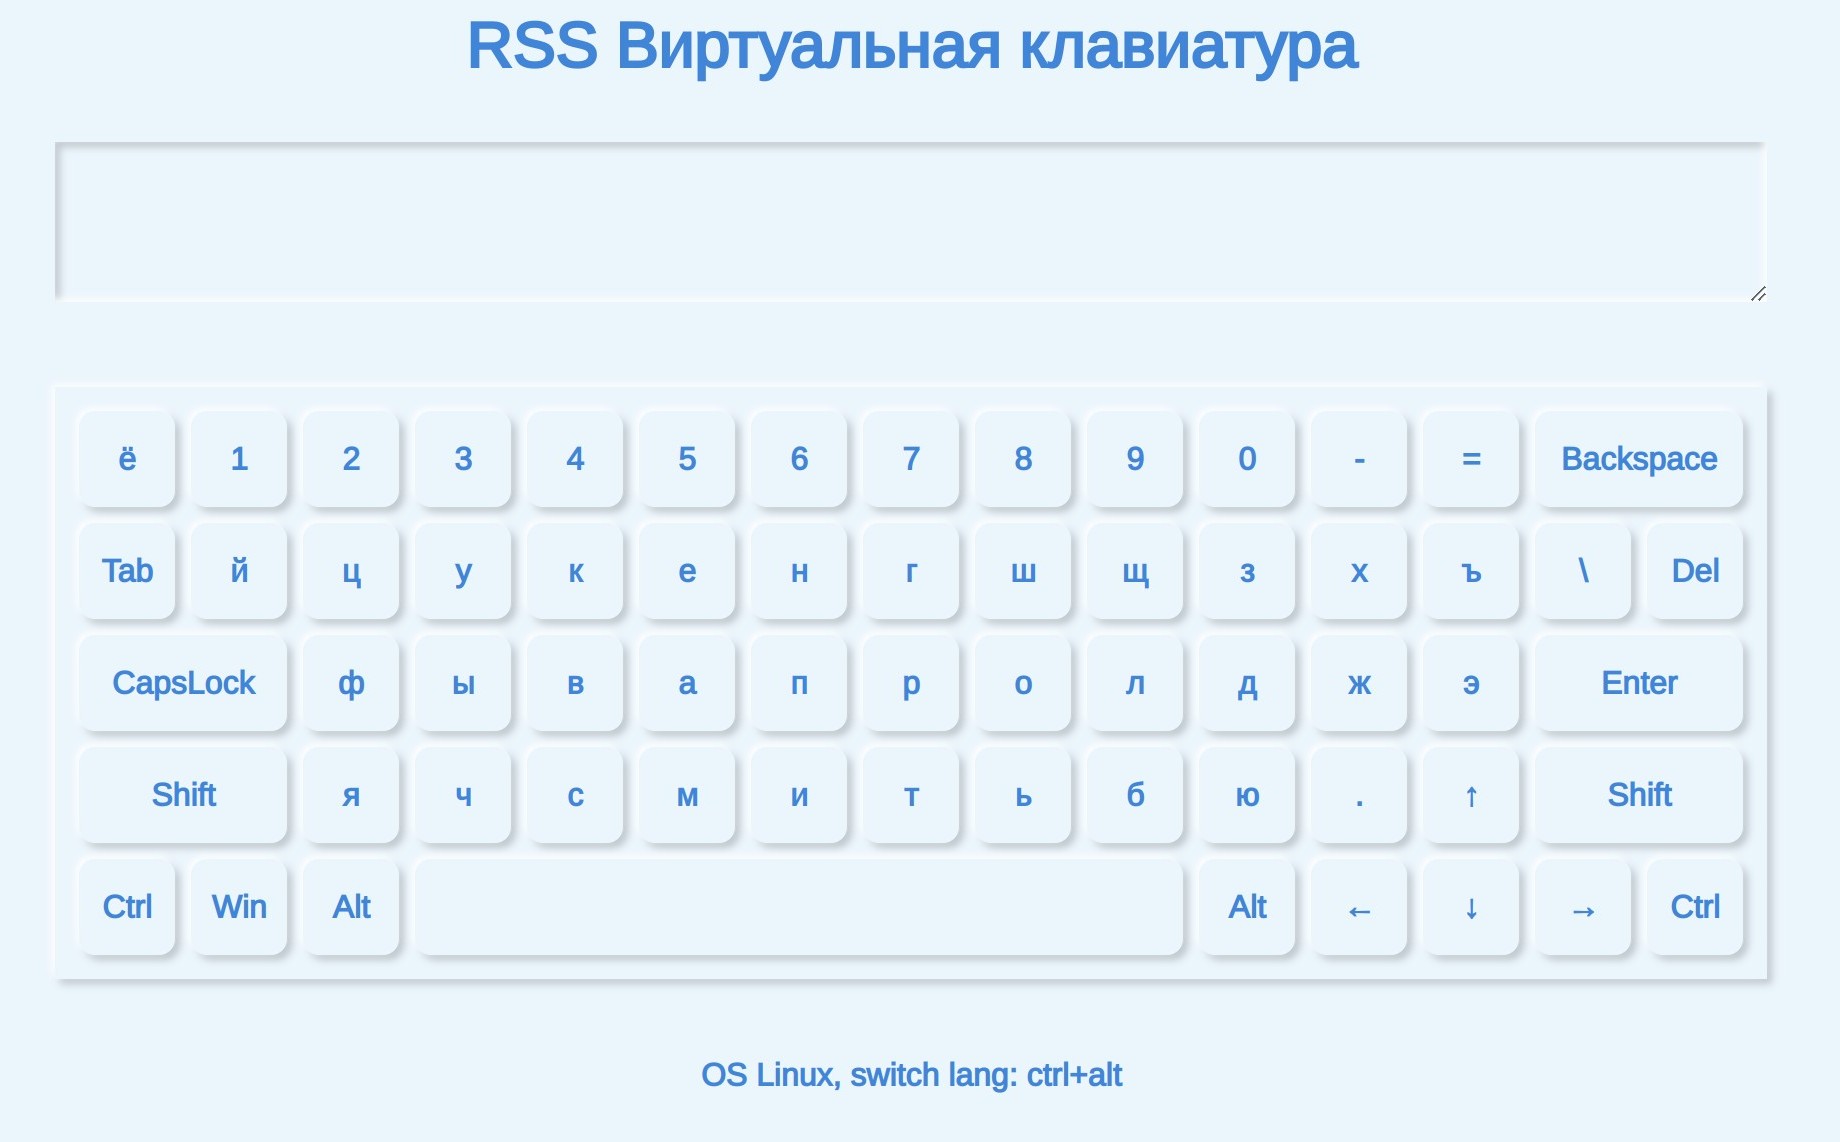 RSS Виртуальная клавиатура
ё 1 2 3 4 5 6 7 8 9 0 - = Backspace
Tab й ц у к е н г ш щ з х ъ \ Del
CapsLock ф ы в а п р о л д ж э Enter
Shift я ч с м и т ь б ю . ↑ Shift
Ctrl Win Alt Alt ← ↓ → Ctrl
OS Linux, switch lang: ctrl+alt